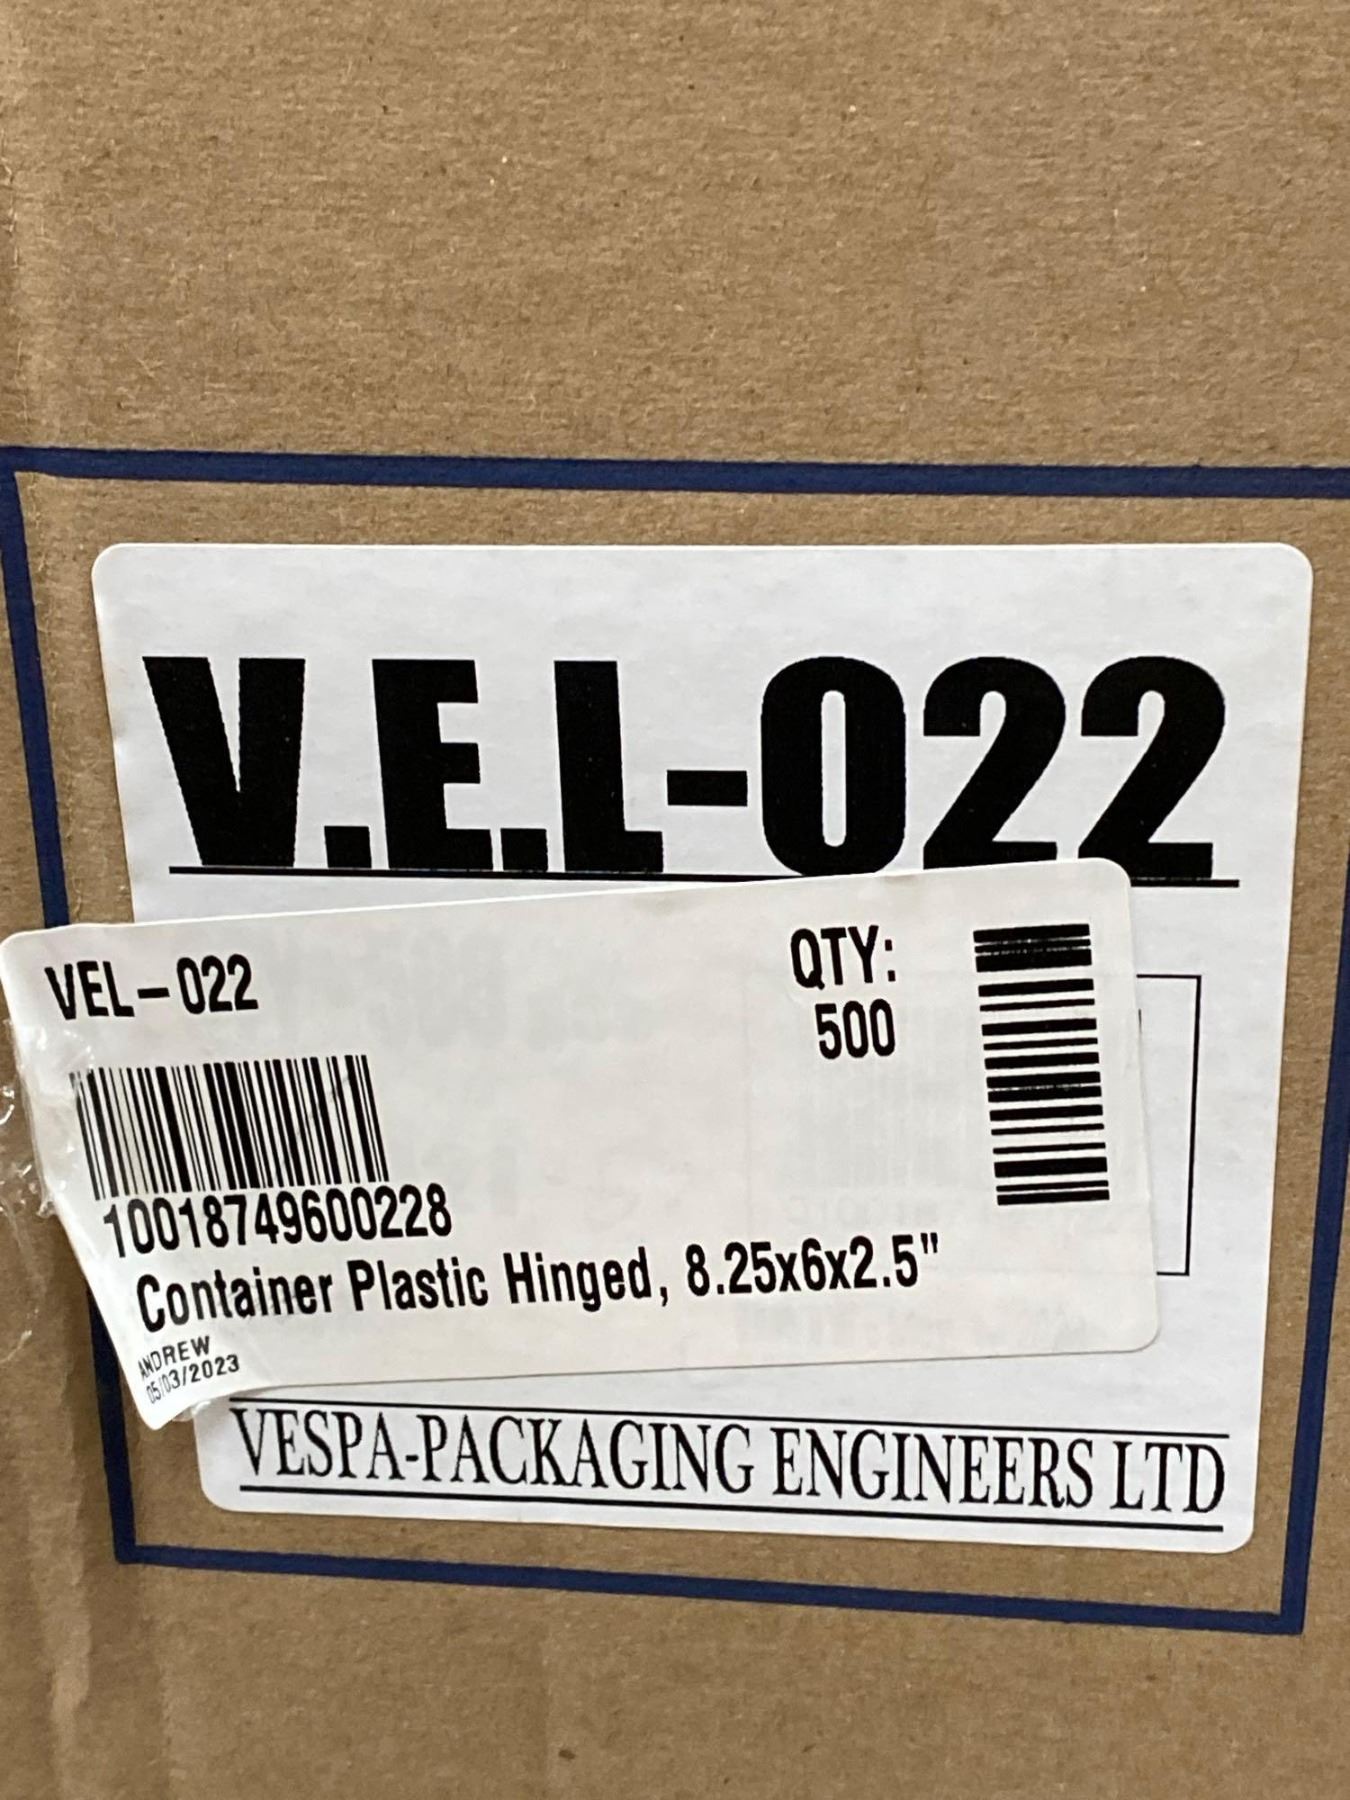 V.E.L-022
VEL-022
QTY:
500
10018749600228
Container Plastic Hinged, 8.25x6x2.5"
ANDREW
05/03/2023
VESPA-PACKAGING ENGINEERS LTD